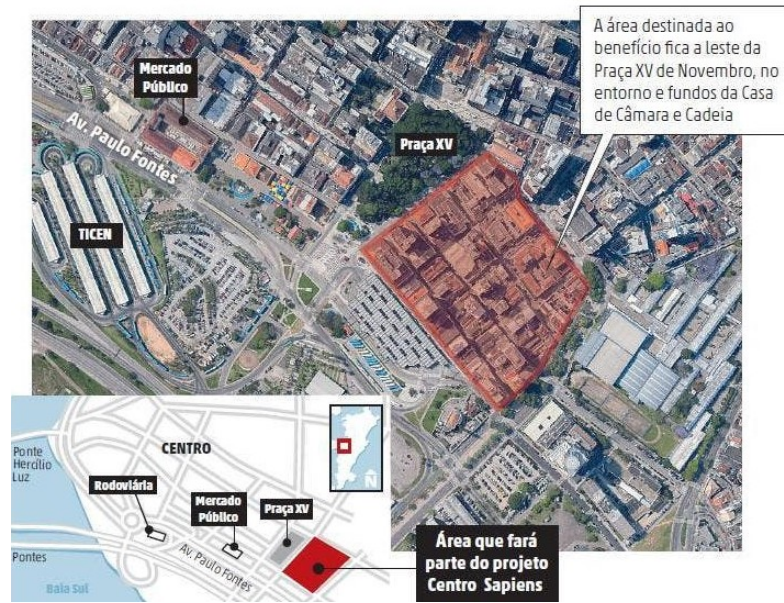 A área destinada ao
benefício fica a leste da
Praça XV de Novembro, no
entorno e fundos da Casa
de Câmara e Cadeia
Mercado
Público
Av. Paulo Fontes
Praça XV
TICEN
CENTRO
Ponte
Hercílio
Luz
Rodoviária
Mercado
Público
Praça XV
Av. Paulo Fontes
Pontes
Baía Sul
N
Área que fará
parte do projeto
Centro Sapiens